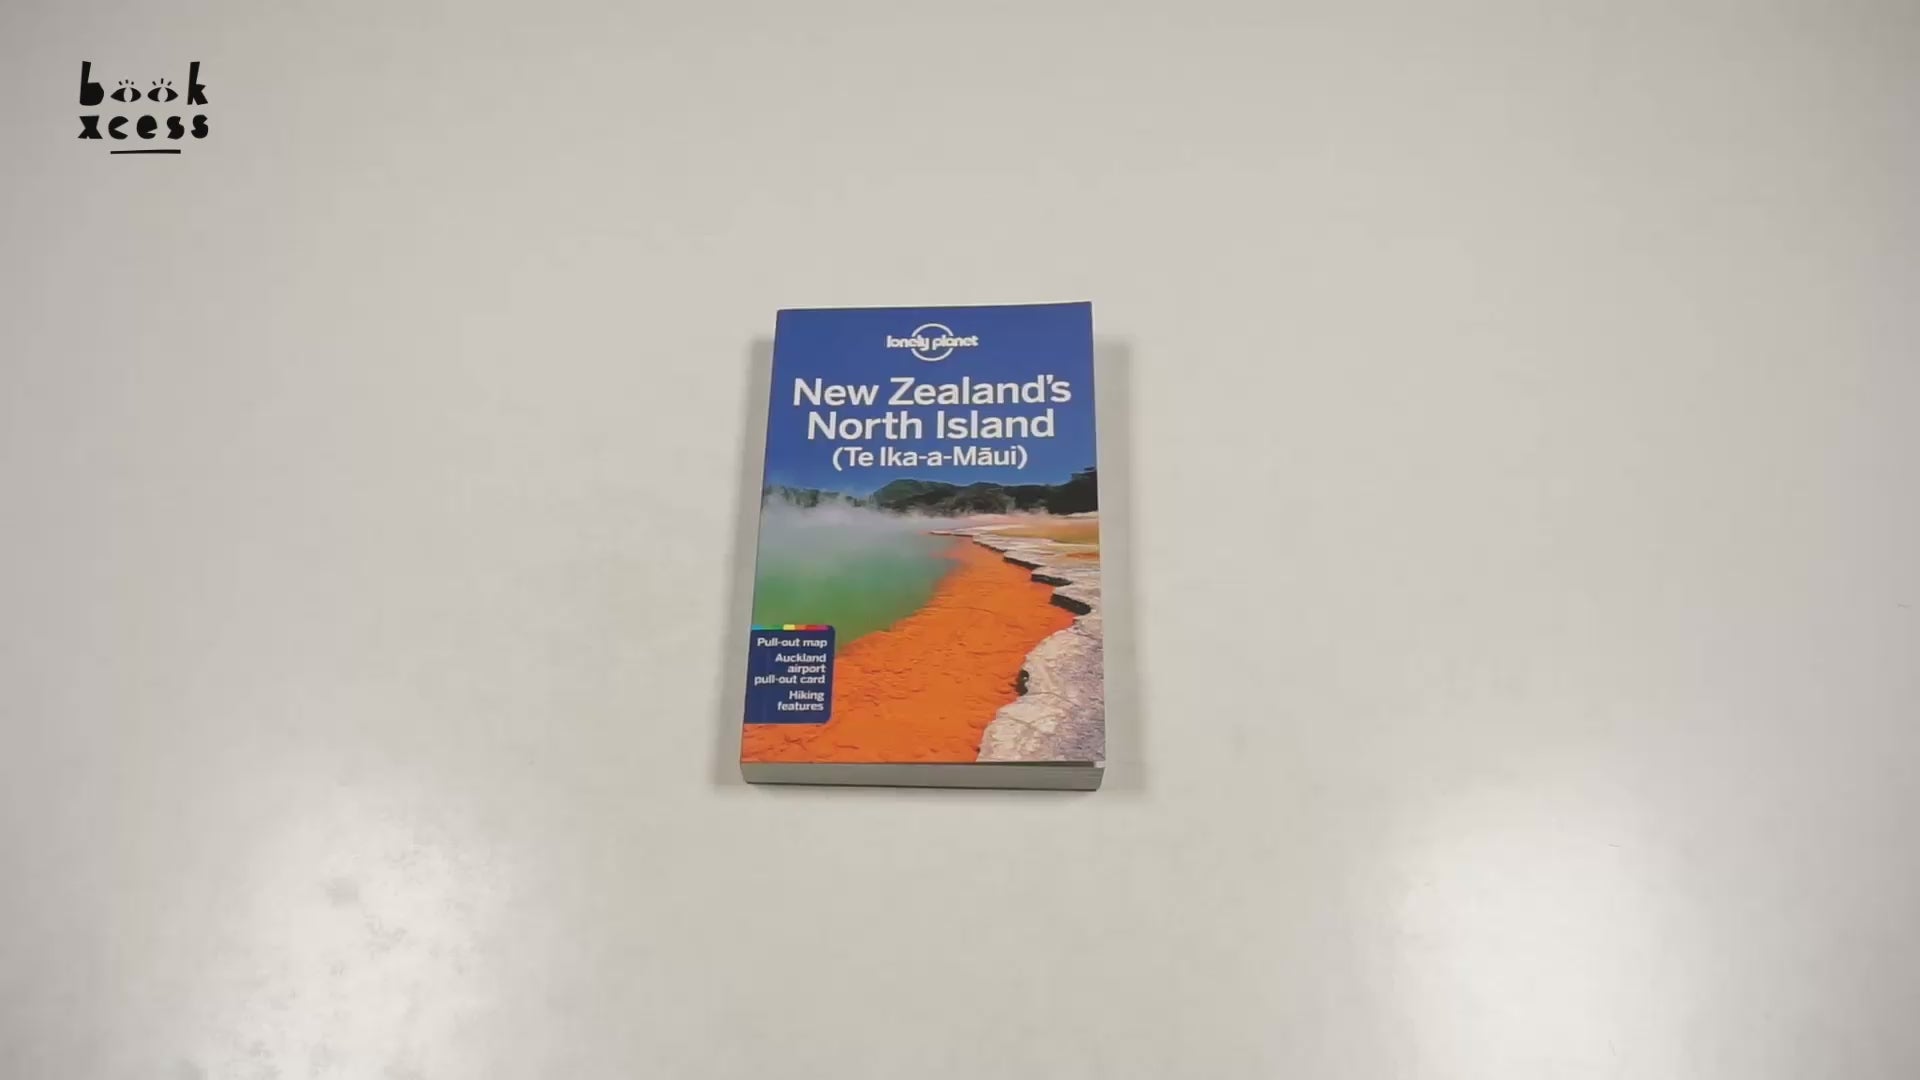 book
xcess
lonely planet
New Zealand's
North Island
(Te Ika-a-Māui)
Pull-out map
Auckland
airport
pull-out card
Hiking
features